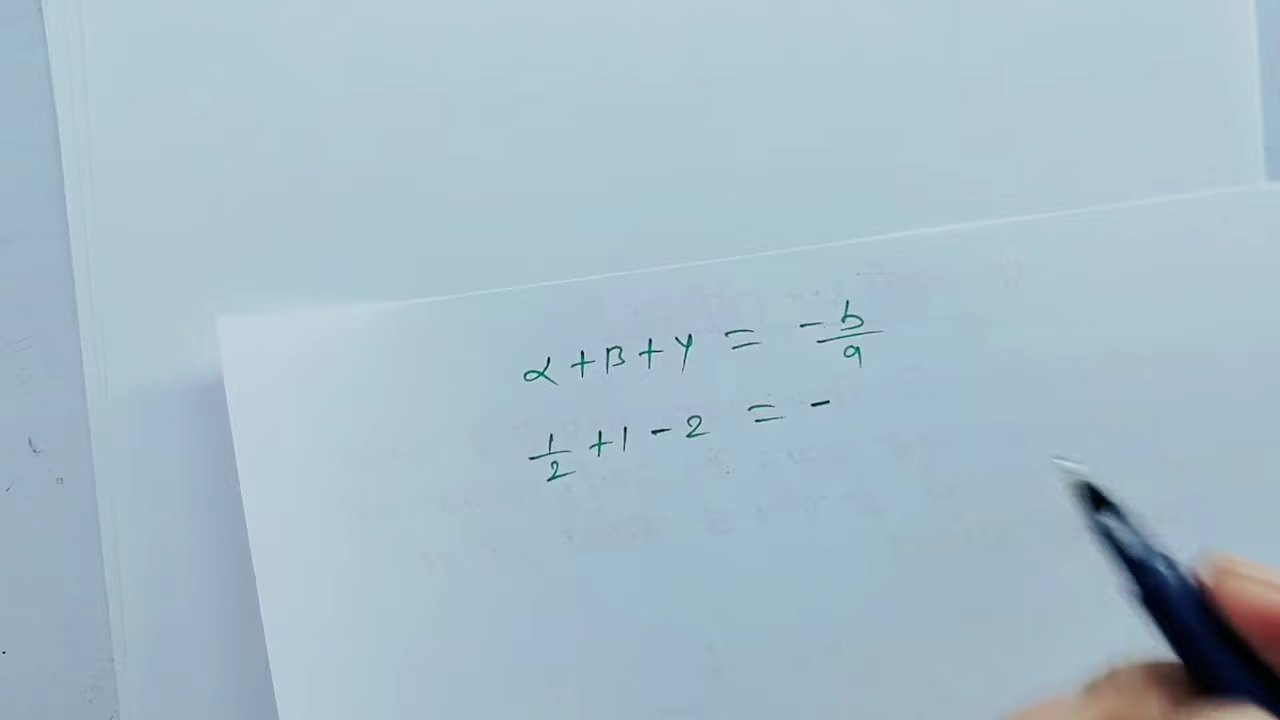 α + β + γ = - b/a
1/2 + 1 - 2 = -